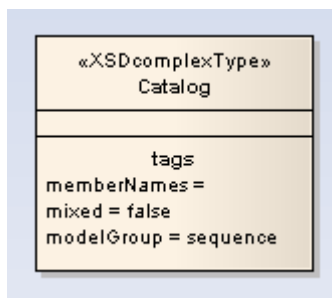 «XSDcomplexType»
Catalog
tags
memberNames =
mixed = false
modelGroup = sequence